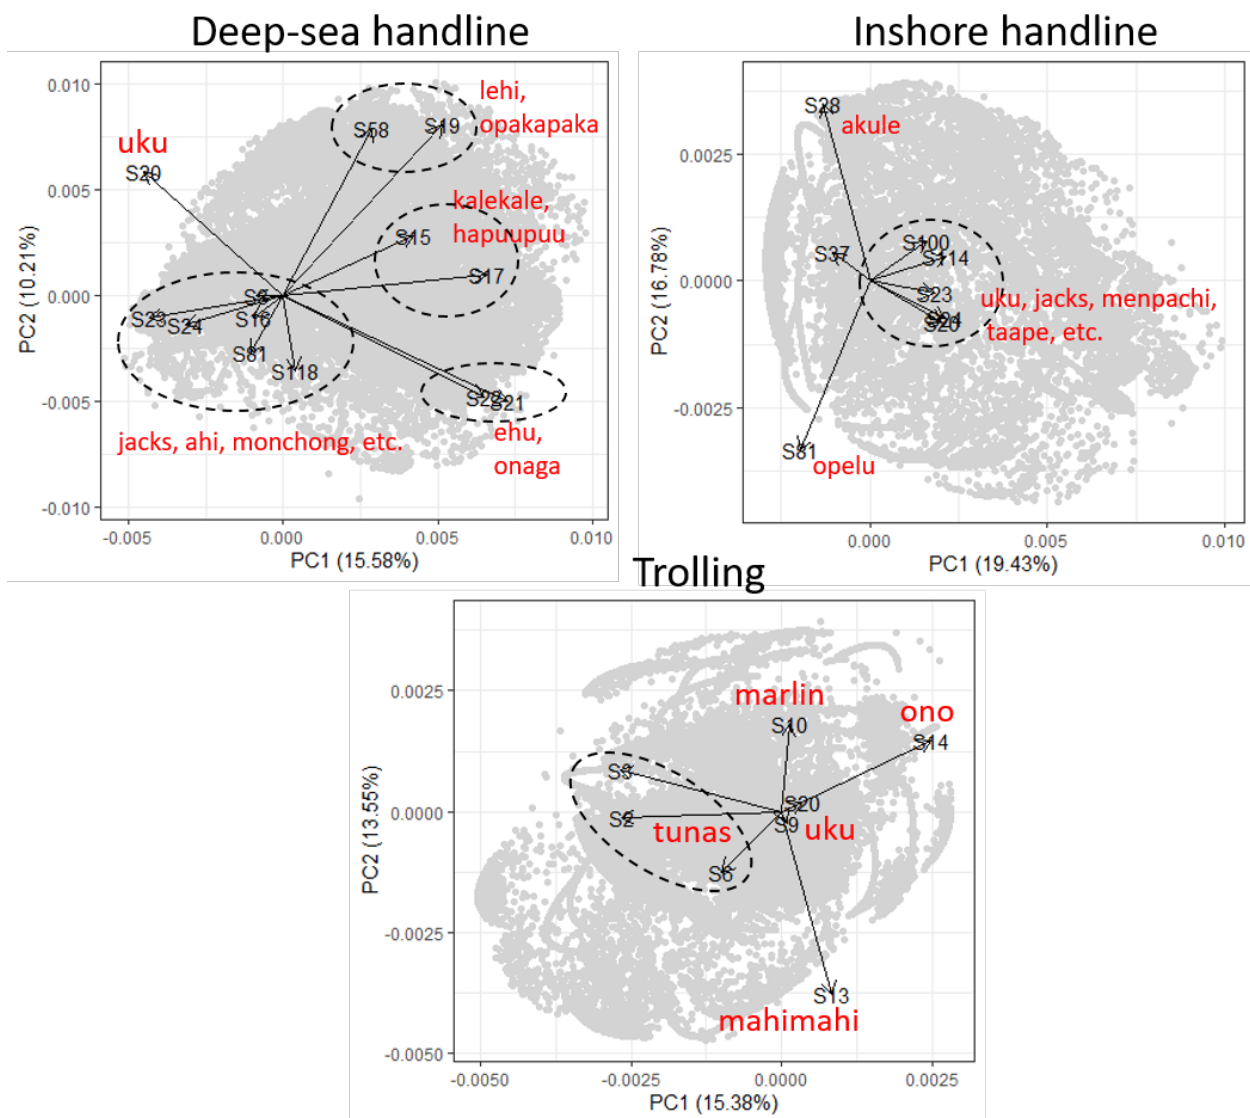 Deep-sea handline
0.010
0.005
0.000
-0.005
-0.010
PC2 (10.21%)
uku
S20
S58
S19
lehi,
opakapaka
kalekale,
hapuupuu
S15
S17
S3
S23
S24
S16
S81
S118
S22
S21
jacks, ahi, monchong, etc.
ehu,
onaga
-0.005
0.000
0.005
0.010
PC1 (15.58%)
Inshore handline
0.0025
0.0000
-0.0025
PC2 (16.78%)
S28
akule
S37
S100
S114
S23
S24
S20
uku, jacks, menpachi,
taape, etc.
S81
opelu
0.000
0.005
0.010
PC1 (19.43%)
Trolling
0.0025
0.0000
-0.0025
-0.0050
PC2 (13.55%)
marlin
S10
ono
S14
S3
S2
tunas
S6
S20
S9
uku
S13
mahimahi
-0.0050
-0.0025
0.0000
0.0025
PC1 (15.38%)